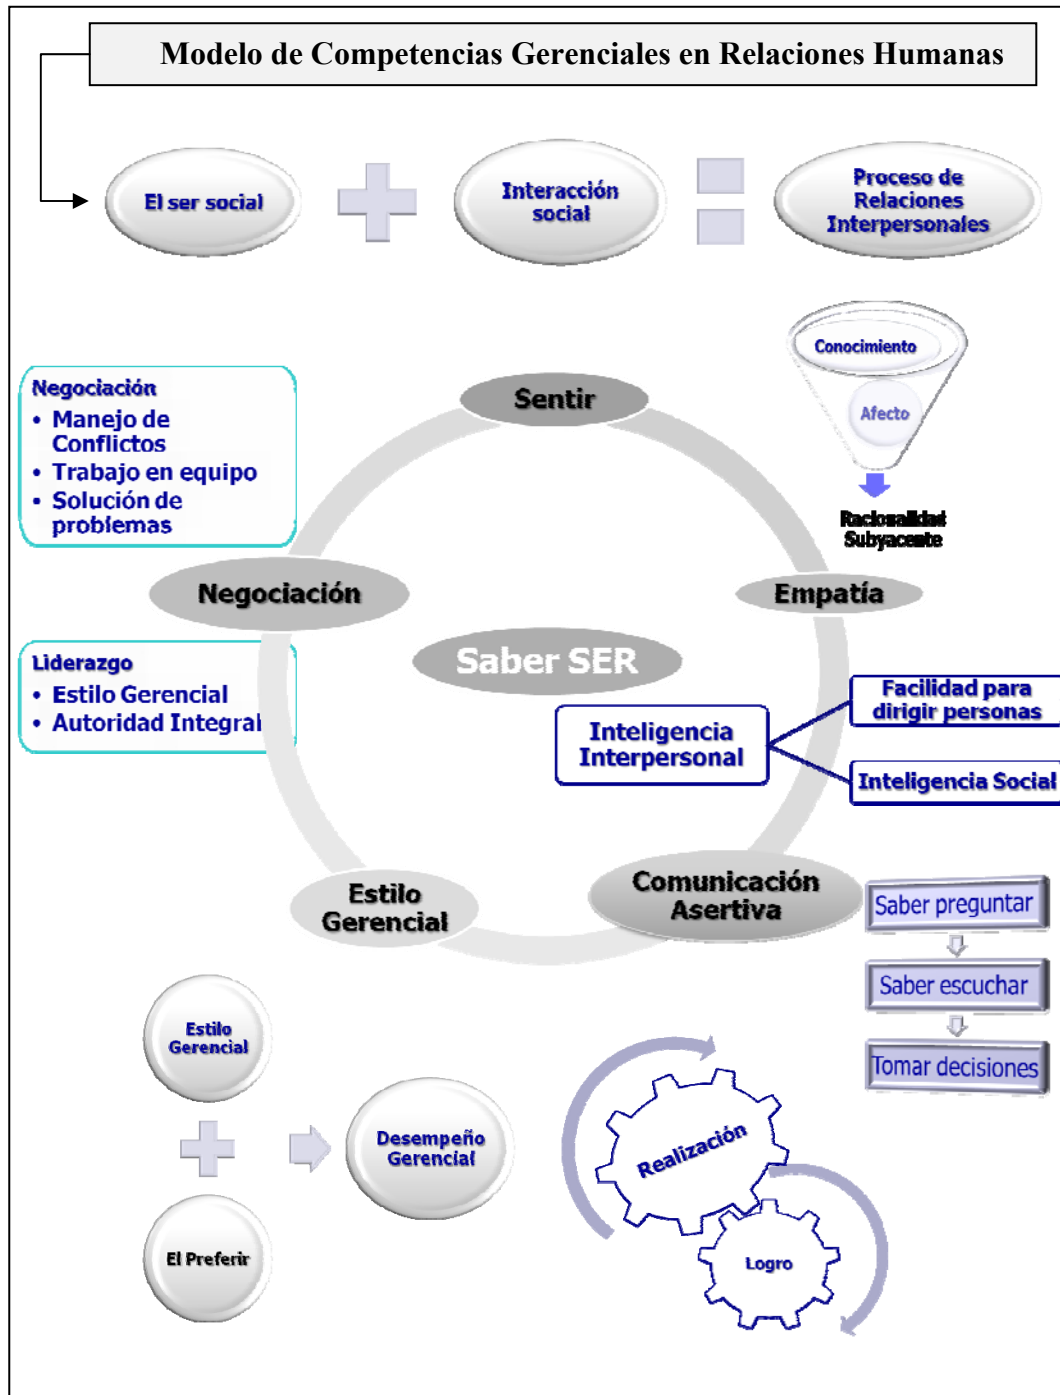 Modelo de Competencias Gerenciales en Relaciones Humanas
El ser social
Interacción
social
Proceso de
Relaciones
Interpersonales
Conocimiento
Afecto
Racionalidad
Subyacente
Negociación
• Manejo de
Conflictos
• Trabajo en equipo
• Solución de
problemas
Sentir
Negociación
Empatía
Saber SER
Liderazgo
• Estilo Gerencial
• Autoridad Integral
Inteligencia
Interpersonal
Facilidad para
dirigir personas
Inteligencia Social
Estilo
Gerencial
Comunicación
Asertiva
Saber preguntar
Saber escuchar
Tomar decisiones
Estilo
Gerencial
Desempeño
Gerencial
El Preferir
Realización
Logro